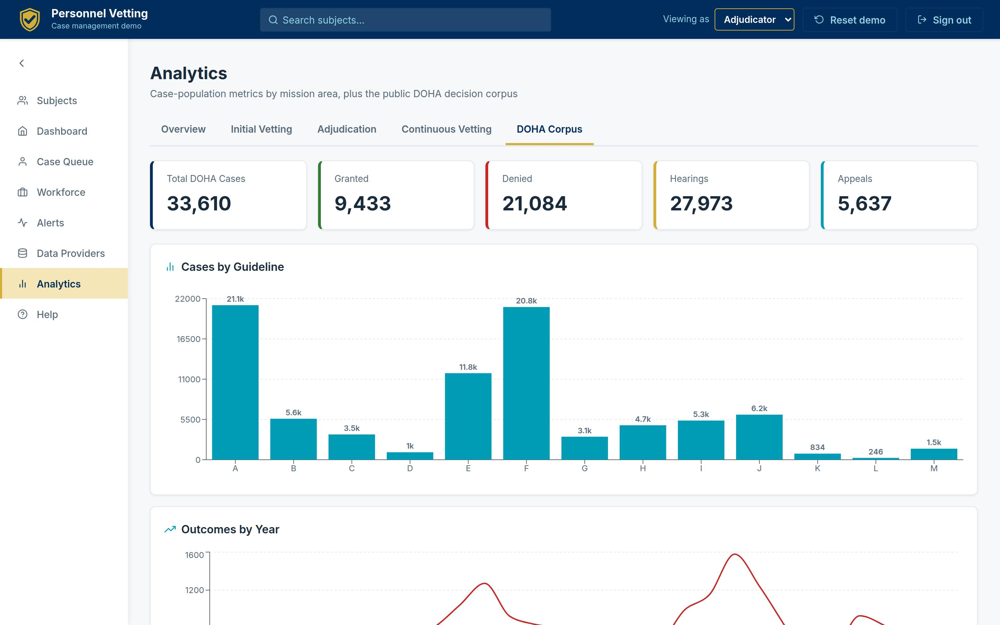 Personnel Vetting
Case management demo
Search subjects...
Viewing as
Adjudicator
Reset demo
Sign out
Subjects
Dashboard
Case Queue
Workforce
Alerts
Data Providers
Analytics
Help
Analytics
Case-population metrics by mission area, plus the public DOHA decision corpus
Overview Initial Vetting Adjudication Continuous Vetting DOHA Corpus
Total DOHA Cases
33,610
Granted
9,433
Denied
21,084
Hearings
27,973
Appeals
5,637
Cases by Guideline
22000
16500
11000
5500
0
21.1k
5.6k
3.5k
1k
11.8k
20.8k
3.1k
4.7k
5.3k
6.2k
834
246
1.5k
A B C D E F G H I J K L M
Outcomes by Year
1600
1200